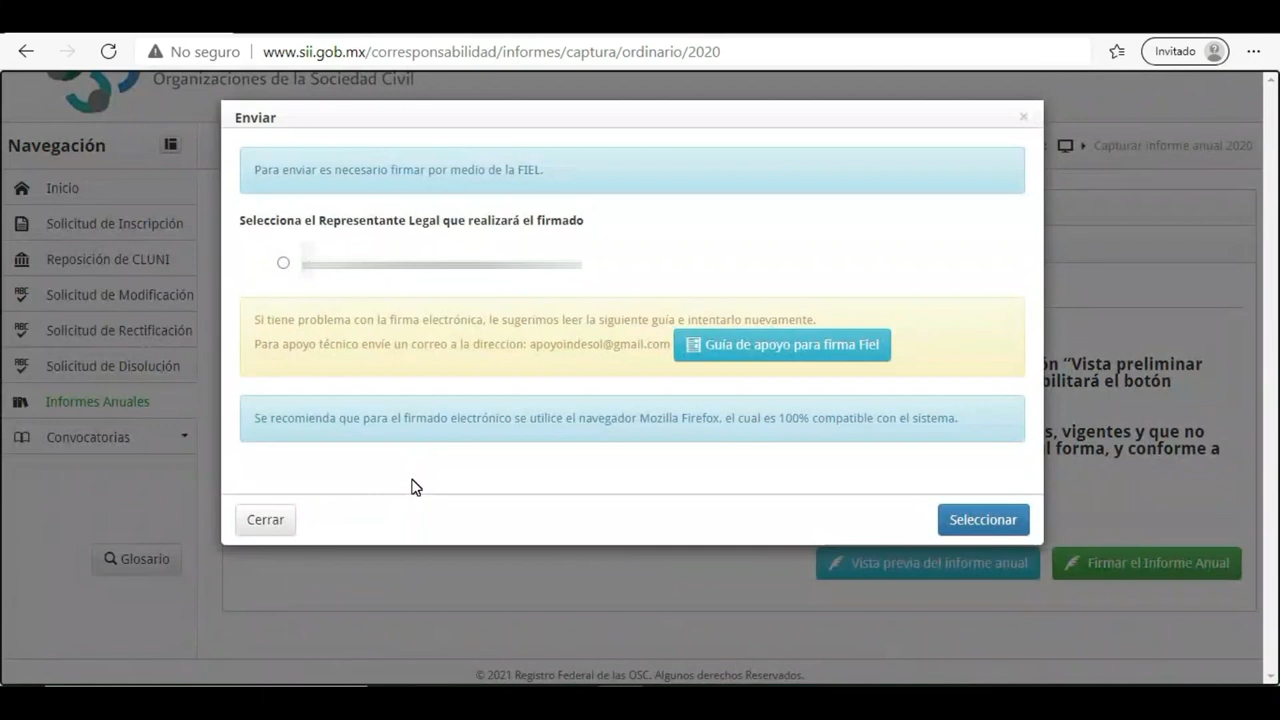 No seguro
www.sii.gob.mx/corresponsabilidad/informes/captura/ordinario/2020
Invitado
Organizaciones de la Sociedad Civil
Navegación
Capturar informe anual 2020
Inicio
Solicitud de Inscripción
Reposición de CLUNI
Solicitud de Modificación
Solicitud de Rectificación
Solicitud de Disolución
Informes Anuales
Convocatorias
Glosario
Enviar
×
Para enviar es necesario firmar por medio de la FIEL.
Selecciona el Representante Legal que realizará el firmado
Si tiene problema con la firma electrónica, le sugerimos leer la siguiente guía e intentarlo nuevamente.
Para apoyo técnico envíe un correo a la direccion: apoyoindesol@gmail.com
Guía de apoyo para firma Fiel
Se recomienda que para el firmado electrónico se utilice el navegador Mozilla Firefox, el cual es 100% compatible con el sistema.
Cerrar
Seleccionar
“Vista preliminar
el botón
s, vigentes y que no
forma, y conforme a
Vista previa del informe anual
Firmar el Informe Anual
© 2021 Registro Federal de las OSC. Algunos derechos Reservados.